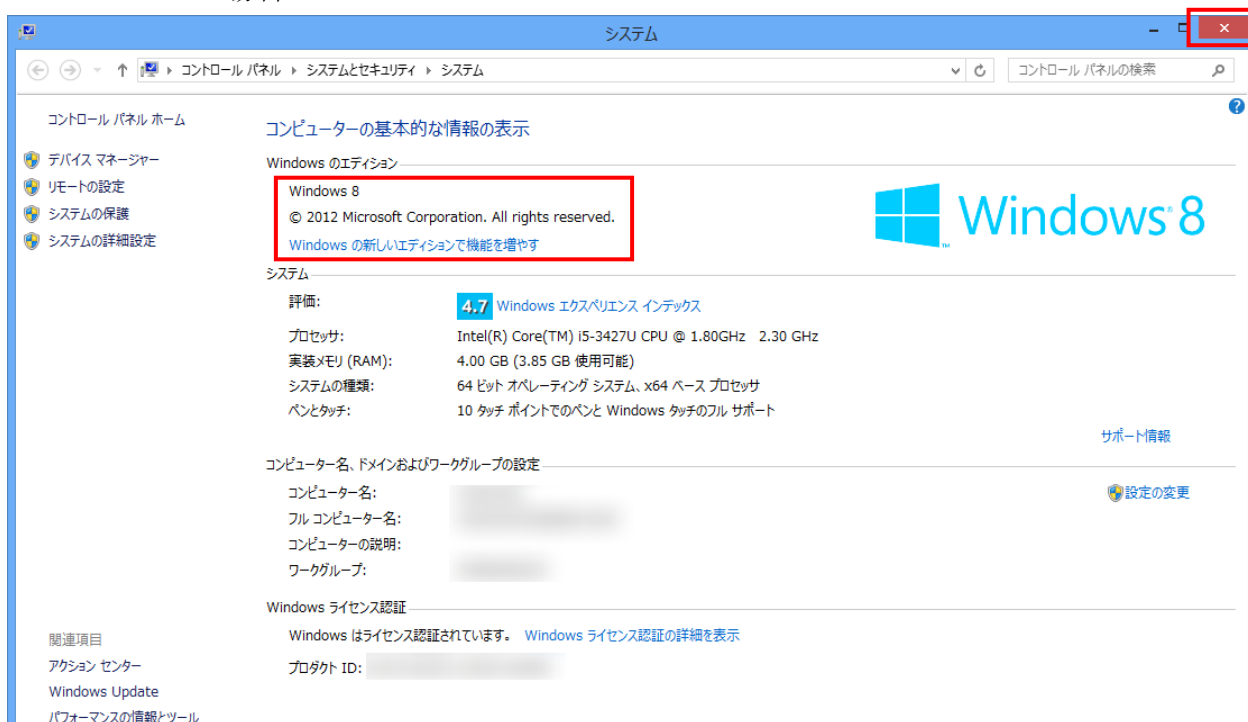 システム
コントロール パネル ▸ システムとセキュリティ ▸ システム
コントロール パネルの検索
コントロール パネル ホーム
デバイス マネージャー
リモートの設定
システムの保護
システムの詳細設定
コンピューターの基本的な情報の表示
Windows のエディション
Windows 8
© 2012 Microsoft Corporation. All rights reserved.
Windows の新しいエディションで機能を増やす
Windows 8
システム
評価: 4.7 Windows エクスペリエンス インデックス
プロセッサ: Intel(R) Core(TM) i5-3427U CPU @ 1.80GHz 2.30 GHz
実装メモリ (RAM): 4.00 GB (3.85 GB 使用可能)
システムの種類: 64 ビット オペレーティング システム、x64 ベース プロセッサ
ペンとタッチ: 10 タッチ ポイントでのペンと Windows タッチのフル サポート
サポート情報
コンピューター名、ドメインおよびワークグループの設定
コンピューター名:
設定の変更
フル コンピューター名:
コンピューターの説明:
ワークグループ:
Windows ライセンス認証
Windows はライセンス認証されています。 Windows ライセンス認証の詳細を表示
プロダクト ID:
関連項目
アクション センター
Windows Update
パフォーマンスの情報とツール